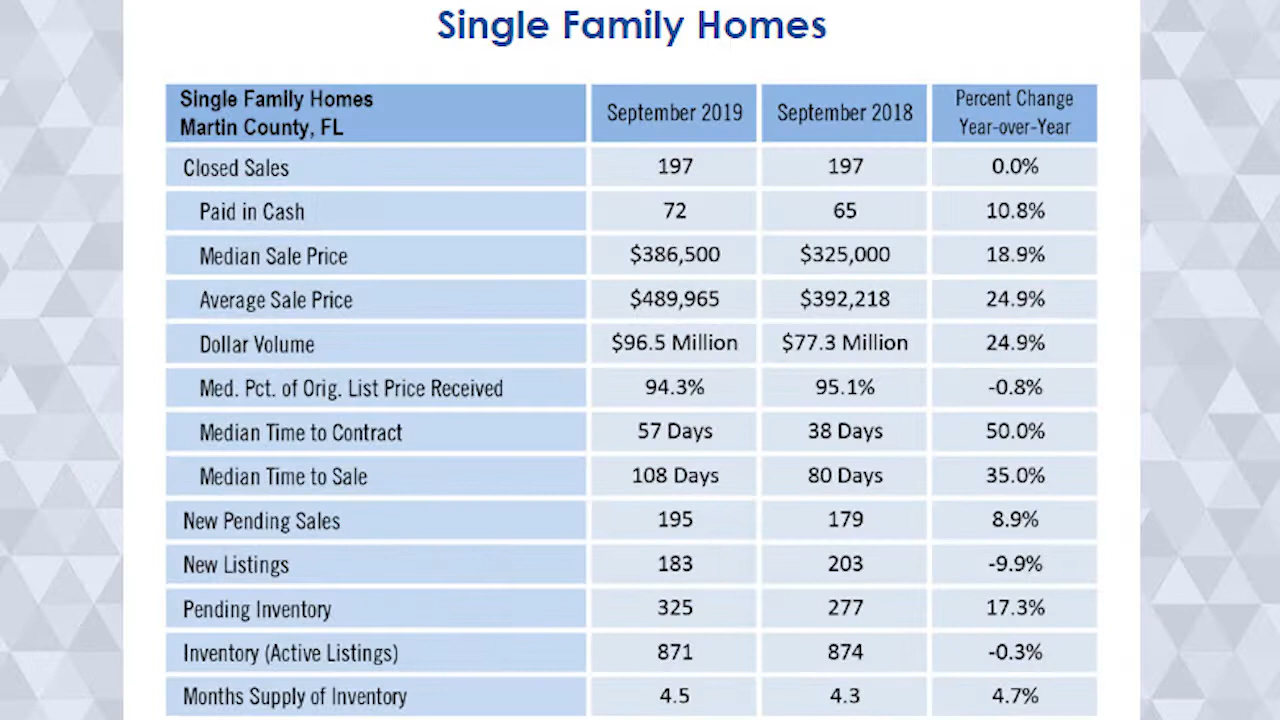 Single Family Homes
Single Family Homes
Martin County, FL
September 2019
September 2018
Percent Change
Year-over-Year
Closed Sales 197 197 0.0%
Paid in Cash 72 65 10.8%
Median Sale Price $386,500 $325,000 18.9%
Average Sale Price $489,965 $392,218 24.9%
Dollar Volume $96.5 Million $77.3 Million 24.9%
Med. Pct. of Orig. List Price Received 94.3% 95.1% -0.8%
Median Time to Contract 57 Days 38 Days 50.0%
Median Time to Sale 108 Days 80 Days 35.0%
New Pending Sales 195 179 8.9%
New Listings 183 203 -9.9%
Pending Inventory 325 277 17.3%
Inventory (Active Listings) 871 874 -0.3%
Months Supply of Inventory 4.5 4.3 4.7%